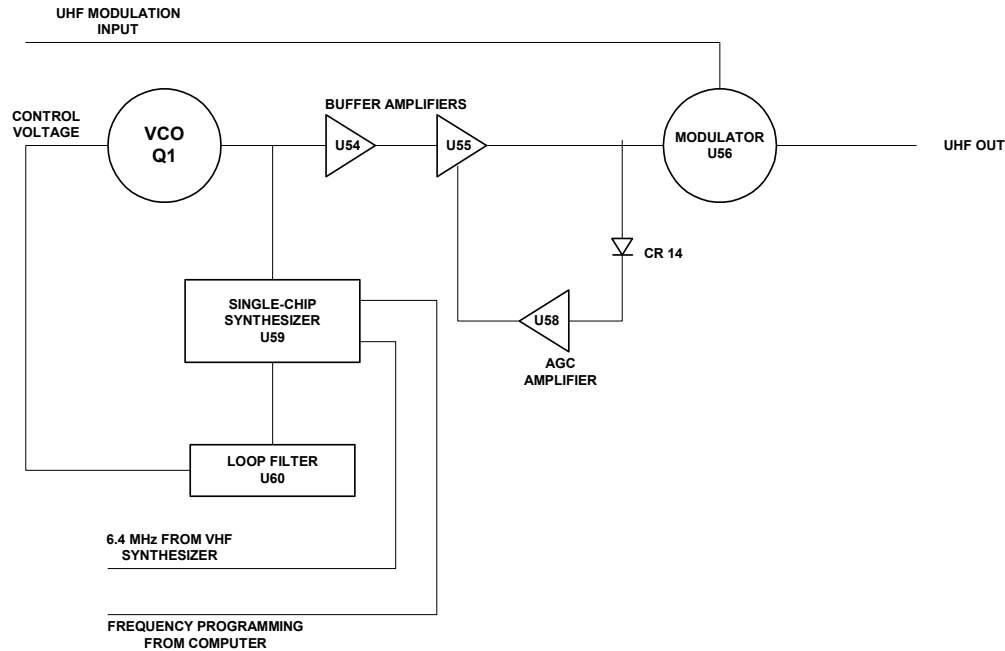 UHF MODULATION
INPUT
CONTROL
VOLTAGE
VCO
Q1
BUFFER AMPLIFIERS
U54
U55
MODULATOR
U56
UHF OUT
CR 14
SINGLE-CHIP
SYNTHESIZER
U59
U58
AGC
AMPLIFIER
LOOP FILTER
U60
6.4 MHz FROM VHF
SYNTHESIZER
FREQUENCY PROGRAMMING
FROM COMPUTER